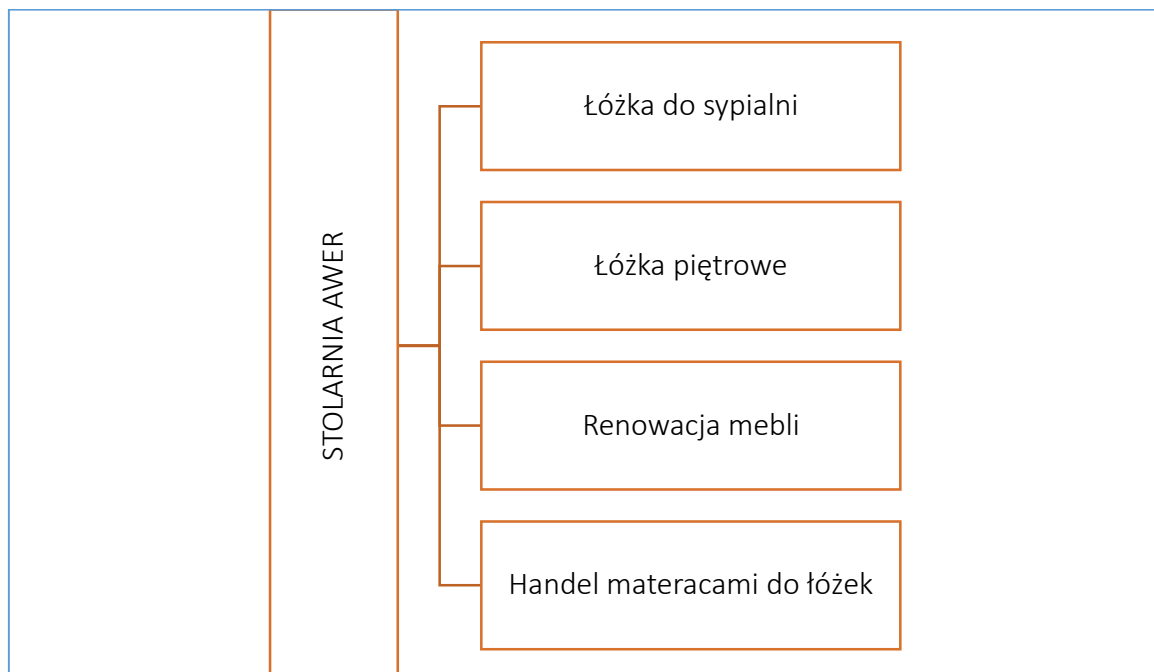 STOLARNIA AWER
Łóżka do sypialni
Łóżka piętrowe
Renowacja mebli
Handel materacami do łóżek